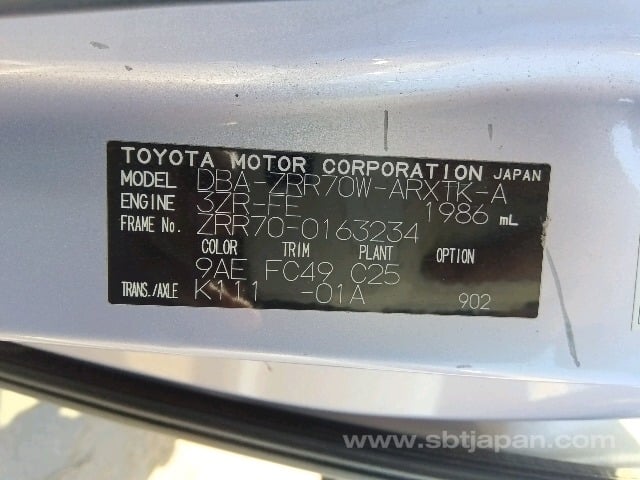 TOYOTA MOTOR CORPORATION JAPAN
MODEL DBA-ZRR70W-ARXTK-A
ENGINE 3ZR-FE 1986 mL
FRAME No. ZRR70-0163234
COLOR TRIM PLANT OPTION
9AE FC49 C25
TRANS./AXLE K111 -01A 902
www.sbtjapan.com